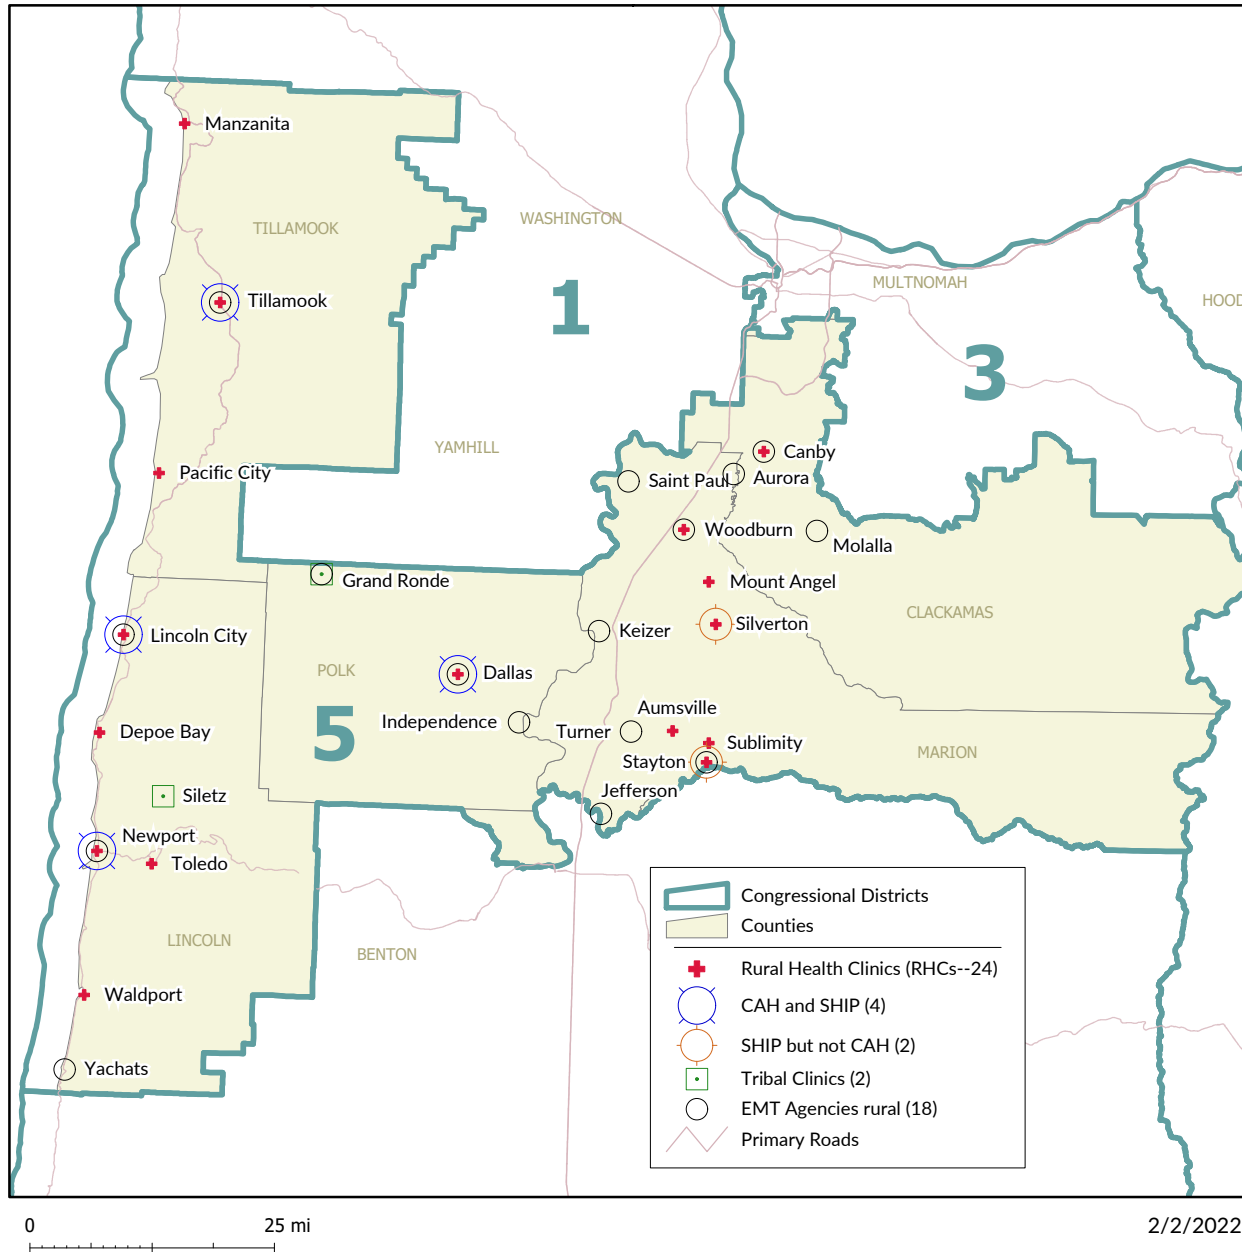 Manzanita
TILLAMOOK
WASHINGTON
MULTNOMAH
HOOD
Tillamook
1
3
YAMHILL
Pacific City
Canby
Saint Paul
Aurora
Woodburn
Molalla
Grand Ronde
Mount Angel
CLACKAMAS
Lincoln City
Keizer
Silverton
POLK
Dallas
Independence
Aumsville
Depoe Bay
5
Turner
Sublimity
MARION
Stayton
Siletz
Jefferson
Newport
Toledo
LINCOLN
BENTON
Waldport
Yachats
Congressional Districts
Counties
Rural Health Clinics (RHCs--24)
CAH and SHIP (4)
SHIP but not CAH (2)
Tribal Clinics (2)
EMT Agencies rural (18)
Primary Roads
0 25 mi
2/2/2022